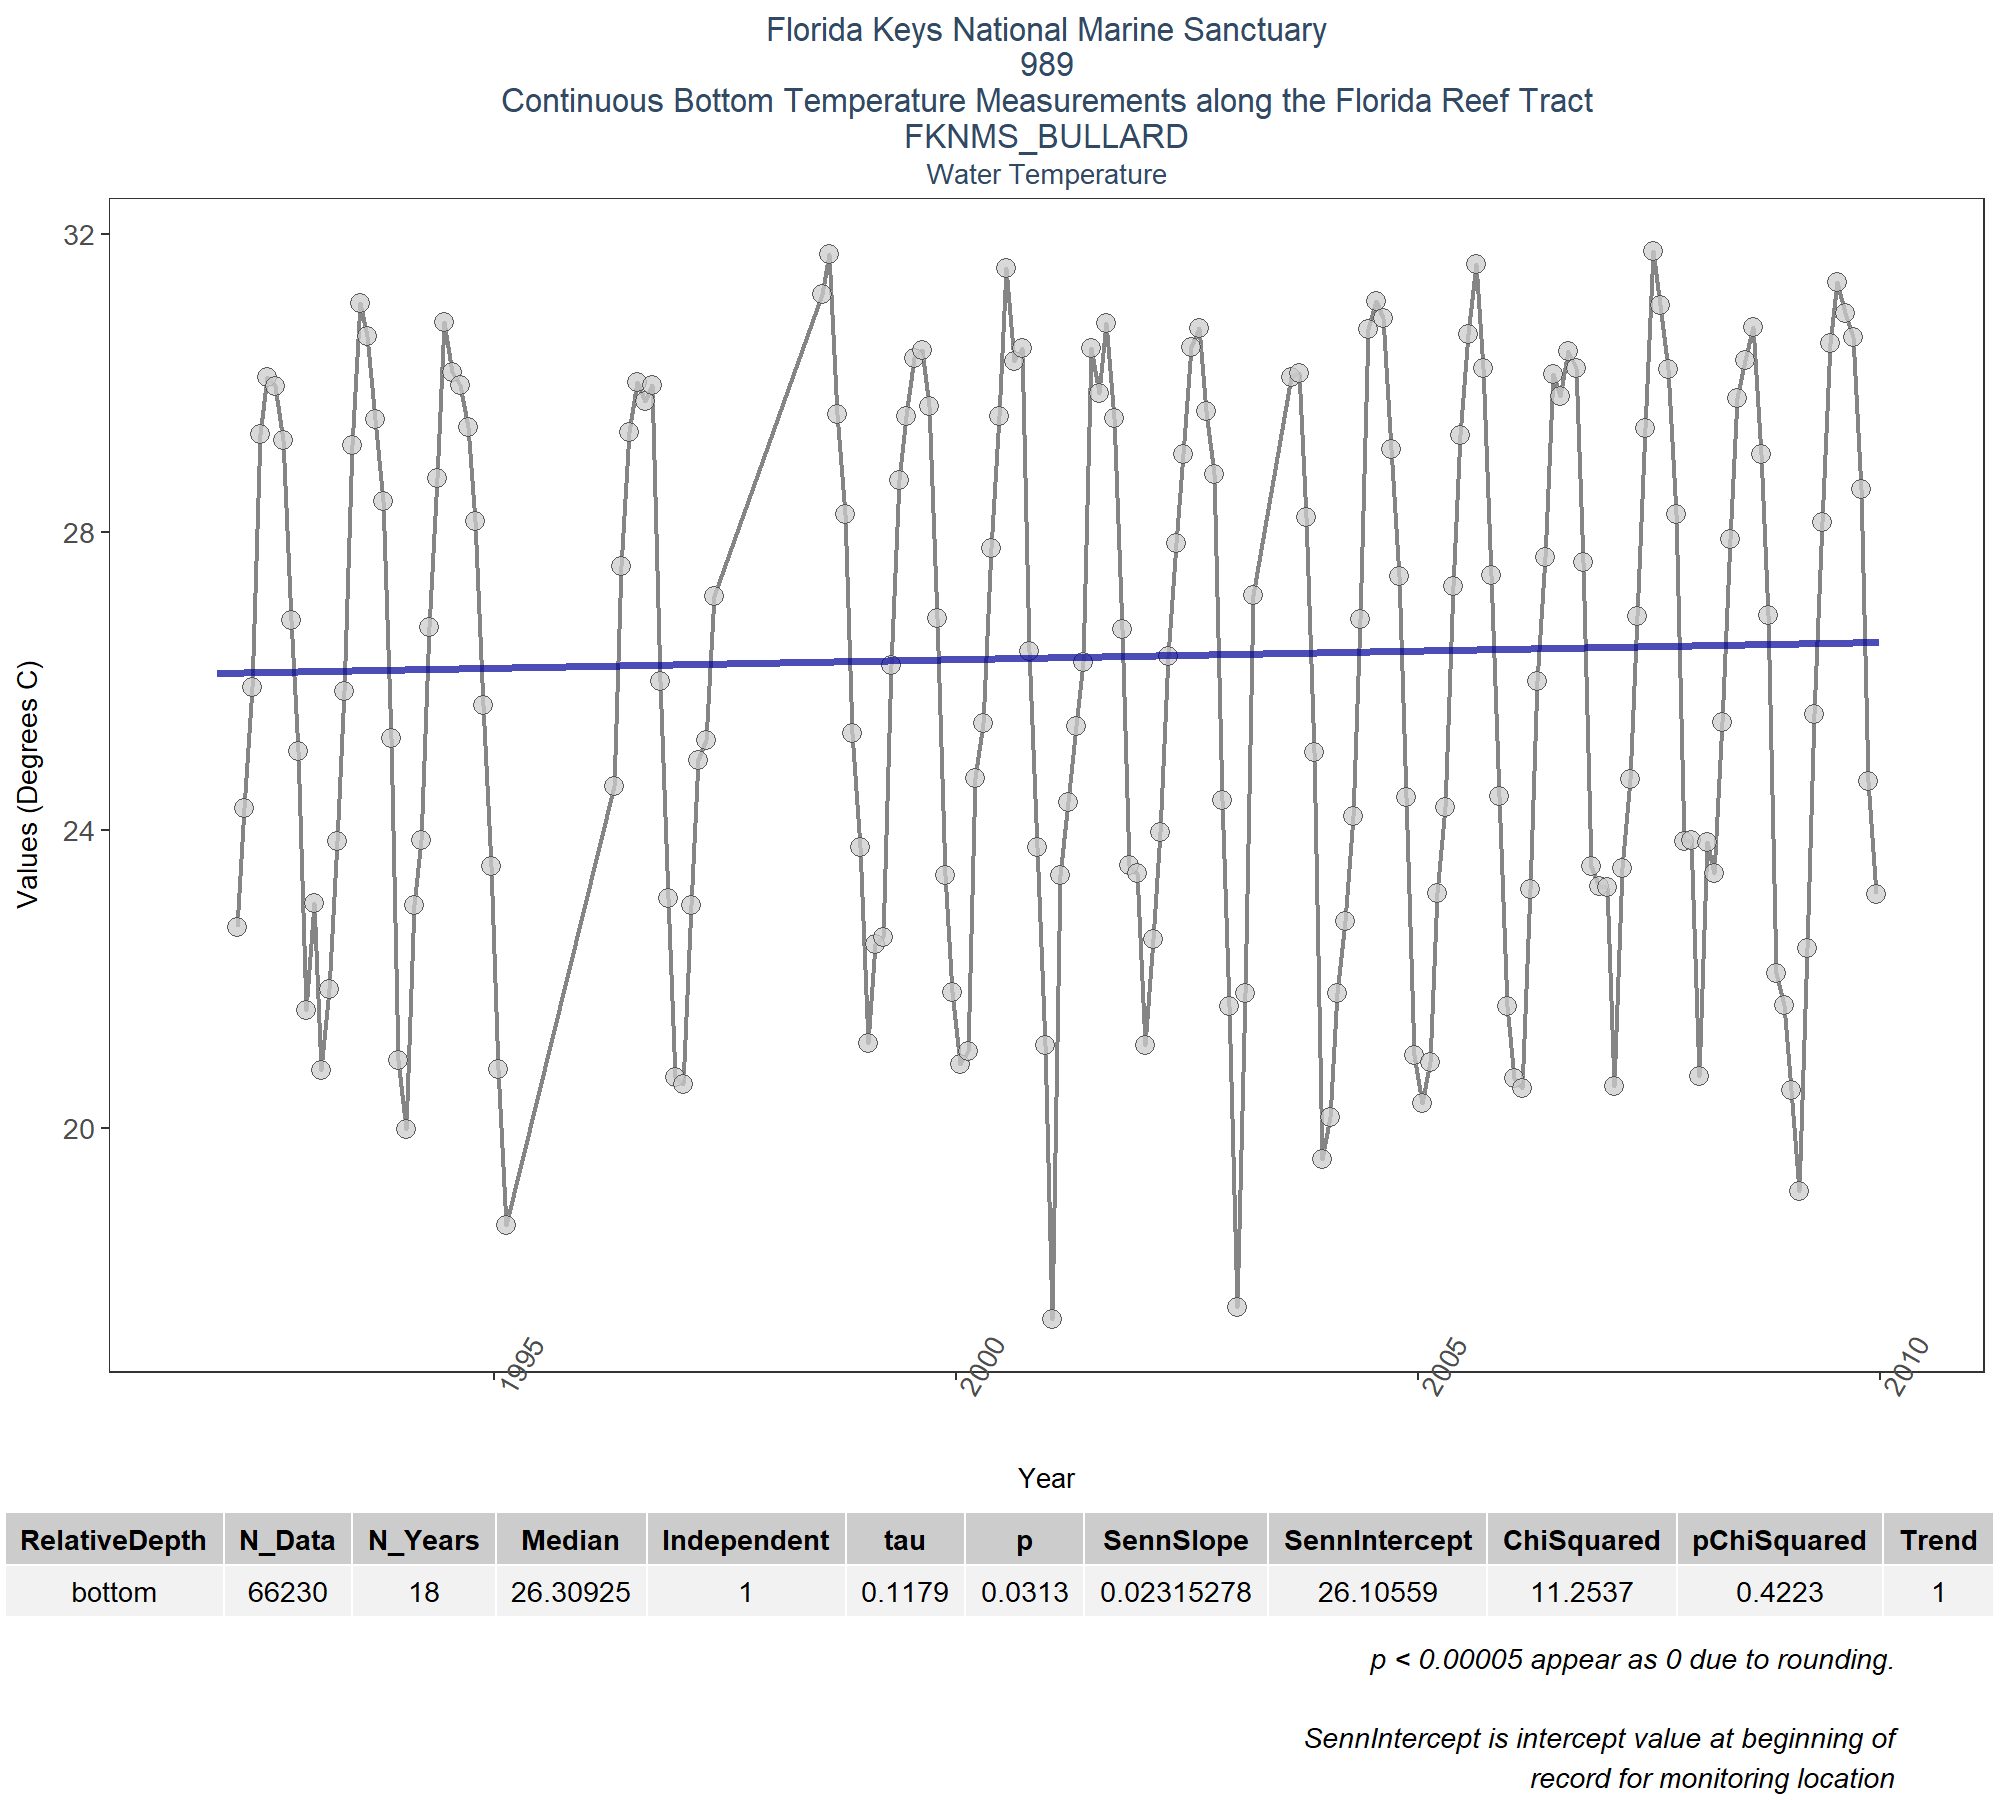 Florida Keys National Marine Sanctuary
989
Continuous Bottom Temperature Measurements along the Florida Reef Tract
FKNMS_BULLARD
Water Temperature
32
28
24
20
Values (Degrees C)
1995 2000 2005 2010
Year
RelativeDepth N_Data N_Years Median Independent tau p SennSlope SennIntercept ChiSquared pChiSquared Trend
bottom 66230 18 26.30925 1 0.1179 0.0313 0.02315278 26.10559 11.2537 0.4223 1
p < 0.00005 appear as 0 due to rounding.
SennIntercept is intercept value at beginning of
record for monitoring location